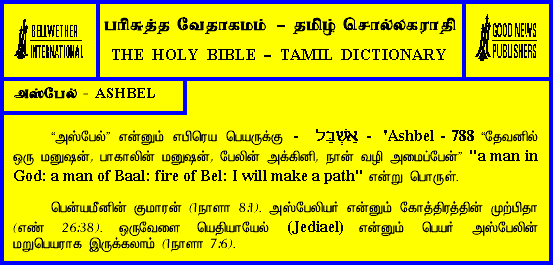 BELLWETHER
INTERNATIONAL
பரிசுத்த வேதாகமம் – தமிழ் சொல்லகராதி
THE HOLY BIBLE – TAMIL DICTIONARY
GOOD NEWS
PUBLISHERS
அஸ்பேல் - ASHBEL
“அஸ்பேல்” என்னும் எபிரெய பெயருக்கு - אַשְׁבֵּל - 'Ashbel - 788 “தேவனில்
ஒரு மனுஷன், பாகாலின் மனுஷன், பேலின் அக்கினி, நான் வழி அமைப்பேன்” "a man in
God: a man of Baal: fire of Bel: I will make a path" என்று பொருள்.
பென்யமீனின் குமாரன் (1நாளா 8:1). அஸ்பேலியர் என்னும் கோத்திரத்தின் முற்பிதா
(எண் 26:38). ஒருவேளை யெதியாயேல் (Jediael) என்னும் பெயர் அஸ்பேலின்
மறுபெயராக இருக்கலாம் (1நாளா 7:6).